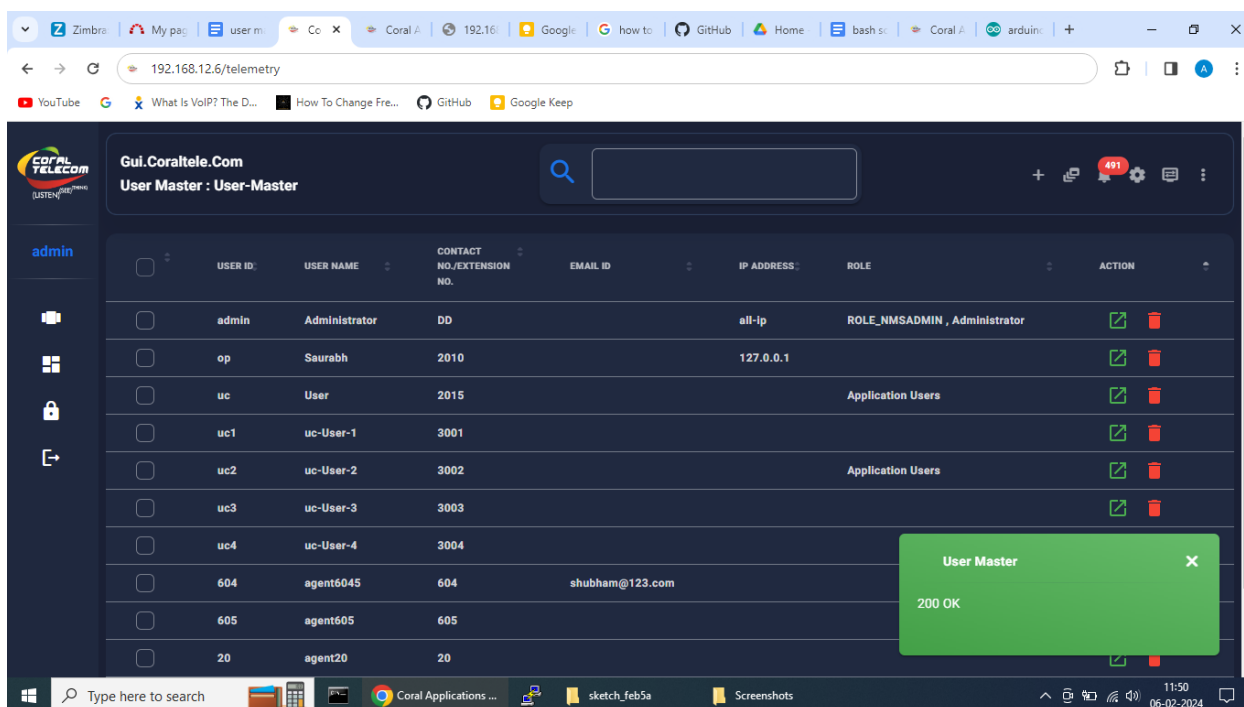 Zimbra My pag user m Co Coral A 192.168 Google how to GitHub Home bash sc Coral A arduino
192.168.12.6/telemetry
YouTube What Is VoIP? The D... How To Change Fre... GitHub Google Keep
CORAL
TELECOM
(LISTEN)(SEE)(THINK)
Gui.Coraltele.Com
User Master : User-Master
491
admin
USER ID USER NAME CONTACT NO./EXTENSION NO. EMAIL ID IP ADDRESS ROLE ACTION
admin Administrator DD all-ip ROLE_NMSADMIN , Administrator
op Saurabh 2010 127.0.0.1
uc User 2015 Application Users
uc1 uc-User-1 3001
uc2 uc-User-2 3002 Application Users
uc3 uc-User-3 3003
uc4 uc-User-4 3004
604 agent6045 604 shubham@123.com
605 agent605 605
20 agent20 20
User Master
200 OK
Type here to search Coral Applications ... sketch_feb5a Screenshots 11:50
06-02-2024